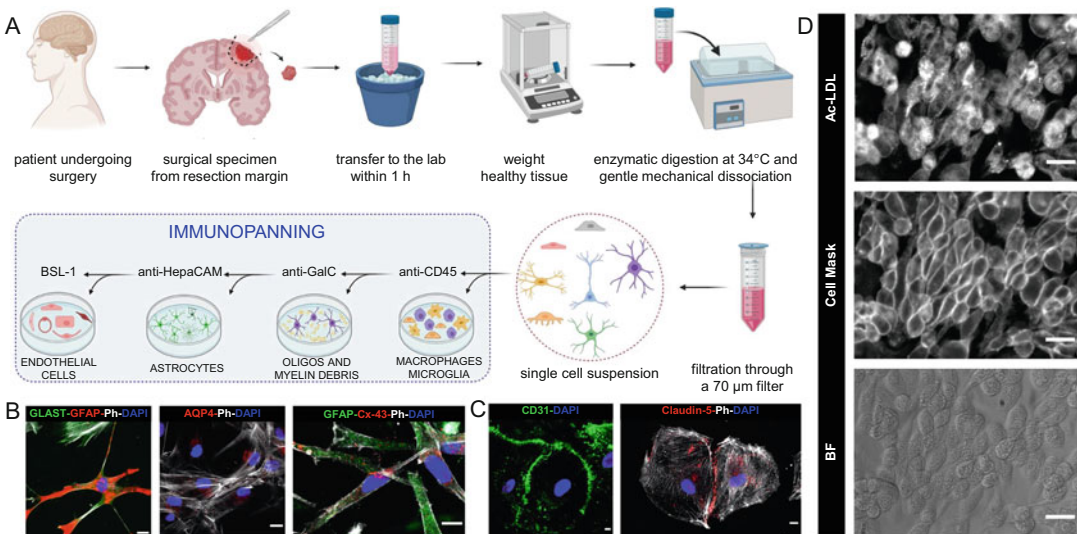 A
patient undergoing
surgery
surgical specimen
from resection margin
transfer to the lab
within 1 h
weight
healthy tissue
enzymatic digestion at 34°C and
gentle mechanical dissociation
IMMUNOPANNING
BSL-1
anti-HepaCAM
anti-GalC
anti-CD45
ENDOTHELIAL
CELLS
ASTROCYTES
OLIGOS AND
MYELIN DEBRIS
MACROPHAGES
MICROGLIA
single cell suspension
filtration through
a 70 μm filter
B
GLAST-GFAP-Ph-DAPI
AQP4-Ph-DAPI
GFAP-Cx-43-Ph-DAPI
C
CD31-DAPI
Claudin-5-Ph-DAPI
D
Ac-LDL
Cell Mask
BF